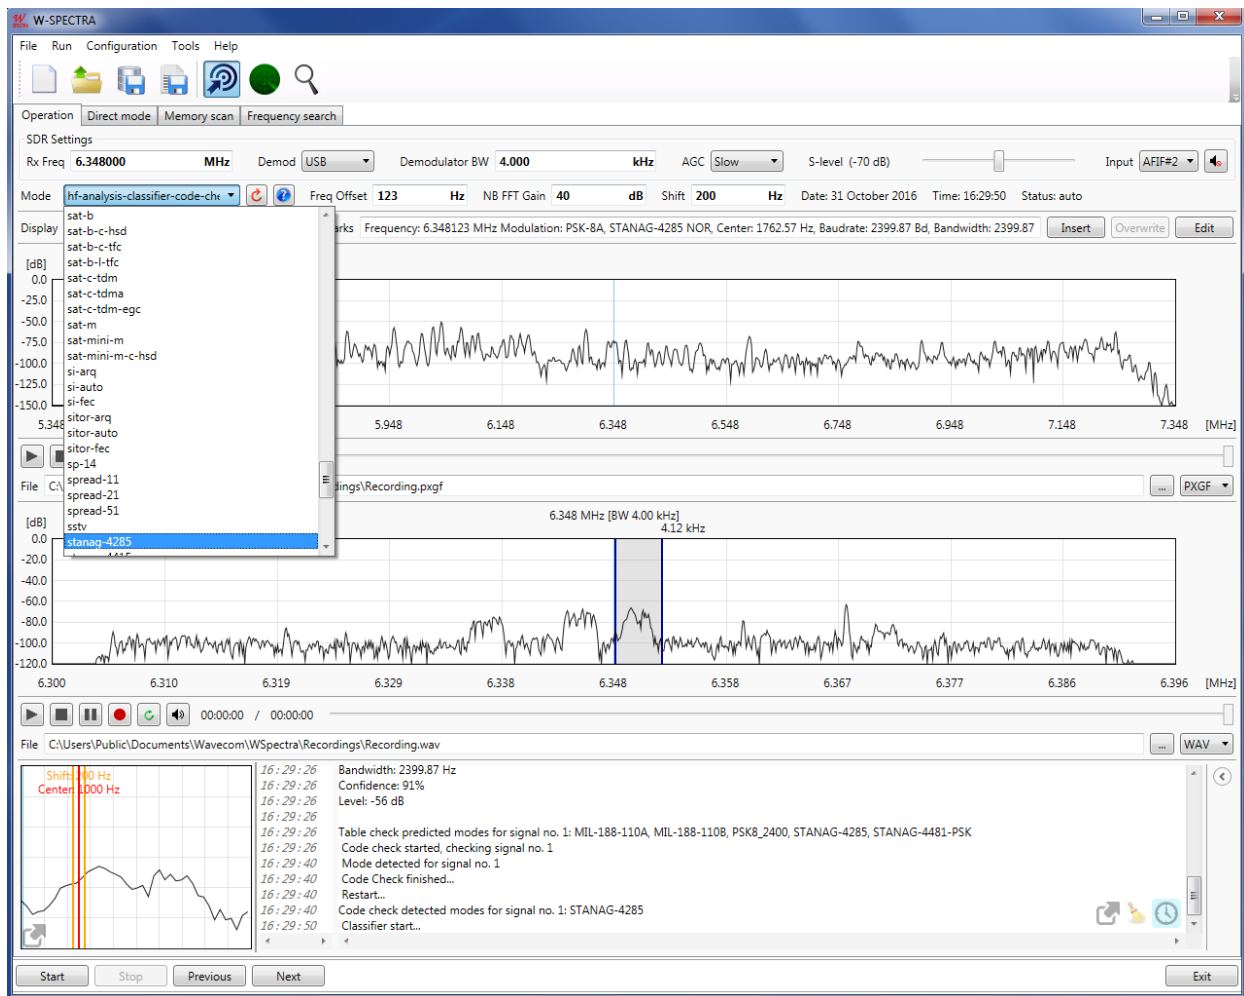 W-SPECTRA
File Run Configuration Tools Help
Operation Direct mode Memory scan Frequency search
SDR Settings
Rx Freq 6.348000 MHz Demod USB Demodulator BW 4.000 kHz AGC Slow S-level (-70 dB) Input AFIF#2
Mode hf-analysis-classifier-code-che Freq Offset 123 Hz NB FFT Gain 40 dB Shift 200 Hz Date: 31 October 2016 Time: 16:29:50 Status: auto
Display Frequency: 6.348123 MHz Modulation: PSK-8A, STANAG-4285 NOR, Center: 1762.57 Hz, Baudrate: 2399.87 Bd, Bandwidth: 2399.87 Insert Overwrite Edit
sat-b
sat-b-c-hsd
sat-b-c-tfc
sat-b-l-tfc
sat-c-tdm
sat-c-tdma
sat-c-tdm-egc
sat-m
sat-mini-m
sat-mini-m-c-hsd
si-arq
si-auto
si-fec
sitor-arq
sitor-auto
sitor-fec
sp-14
spread-11
spread-21
spread-51
sstv
stanag-4285
[dB]
0.0
-25.0
-50.0
-75.0
-100.0
-125.0
-150.0
5.348 5.948 6.148 6.348 6.548 6.748 6.948 7.148 7.348 [MHz]
File C:\ dings\Recording.pxgf ... PXGF
6.348 MHz [BW 4.00 kHz]
4.12 kHz
[dB]
0.0
-20.0
-40.0
-60.0
-80.0
-100.0
-120.0
6.300 6.310 6.319 6.329 6.338 6.348 6.358 6.367 6.377 6.386 6.396 [MHz]
00:00:00 / 00:00:00
File C:\Users\Public\Documents\Wavecom\WSpectra\Recordings\Recording.wav ... WAV
Shift: 200 Hz
Center: 1000 Hz
16:29:26 Bandwidth: 2399.87 Hz
16:29:26 Confidence: 91%
16:29:26 Level: -56 dB
16:29:26
16:29:26 Table check predicted modes for signal no. 1: MIL-188-110A, MIL-188-110B, PSK8_2400, STANAG-4285, STANAG-4481-PSK
16:29:26 Code check started, checking signal no. 1
16:29:40 Mode detected for signal no. 1
16:29:40 Code Check finished...
16:29:40 Restart...
16:29:40 Code check detected modes for signal no. 1: STANAG-4285
16:29:50 Classifier start...
Start Stop Previous Next Exit